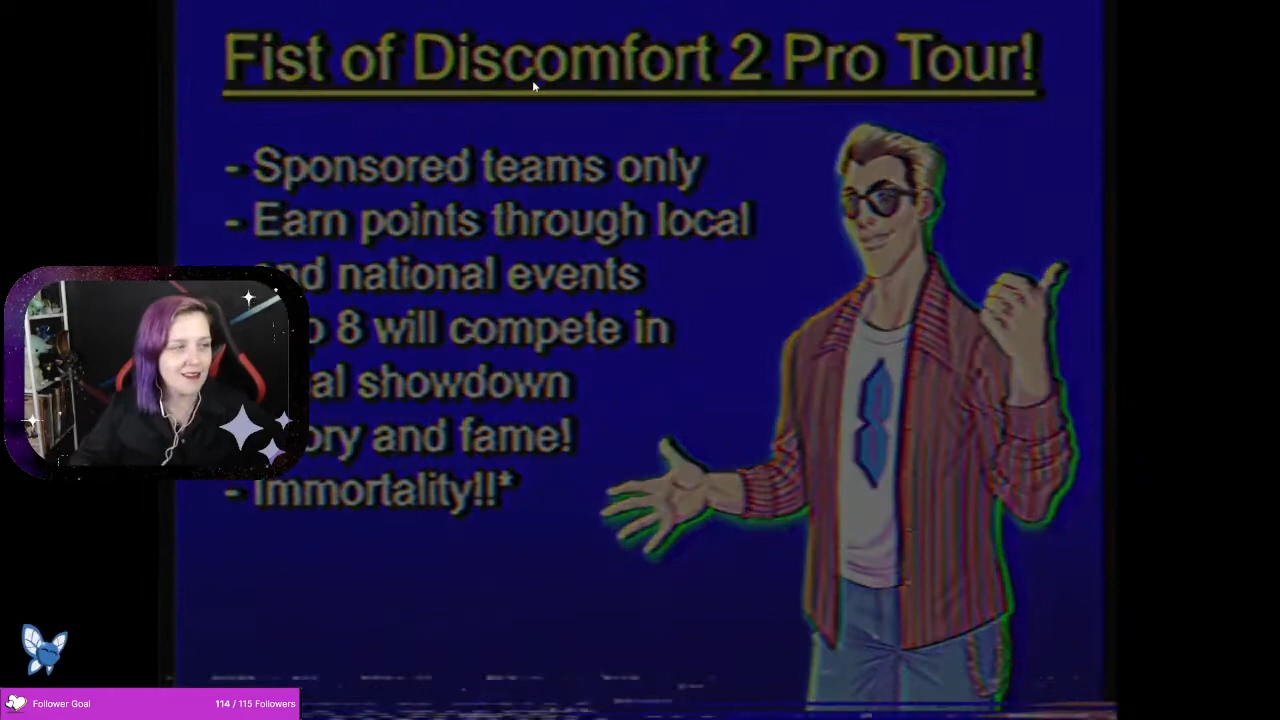 Fist of Discomfort 2 Pro Tour!
- Sponsored teams only
- Earn points through local
and national events
8 will compete in
showdown
and fame!
- Immortality!!*
Follower Goal 114 / 115 Followers